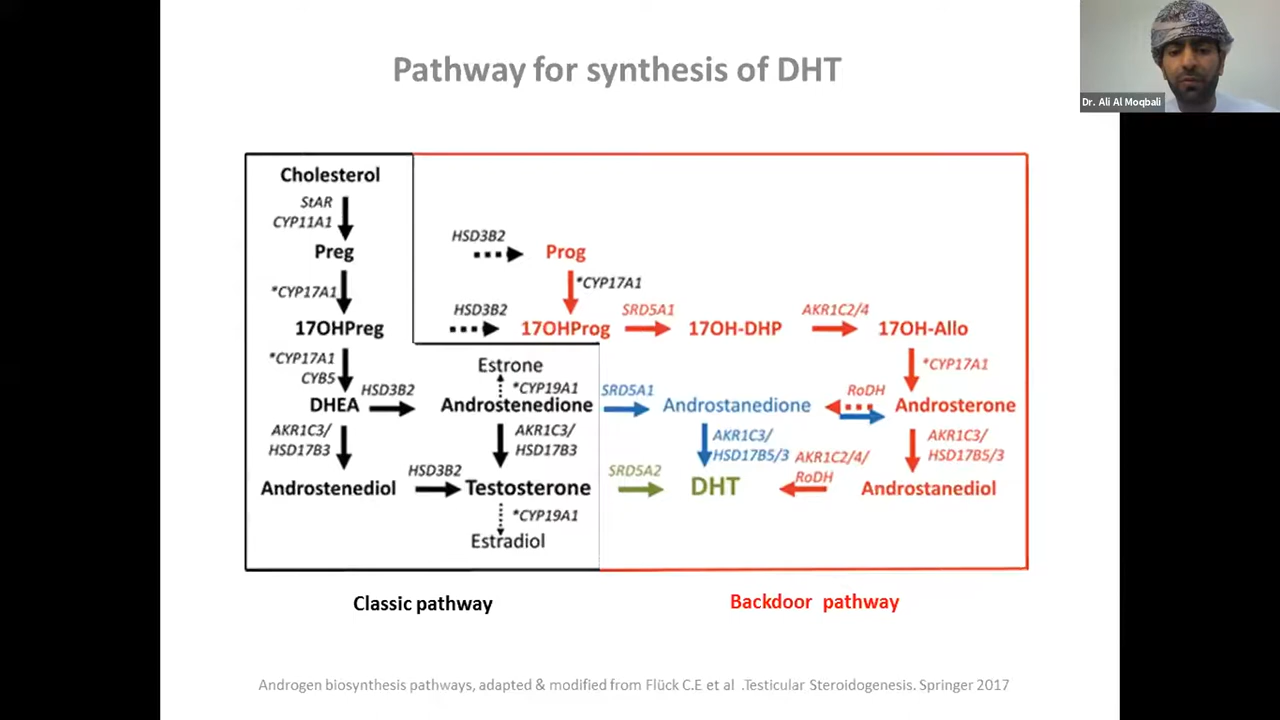 Pathway for synthesis of DHT
Dr. Ali Al Moqbali
Cholesterol
StAR
CYP11A1
Preg
HSD3B2
Prog
*CYP17A1
*CYP17A1
17OHPreg
HSD3B2
17OHProg
SRD5A1
17OH-DHP
AKR1C2/4
17OH-Allo
*CYP17A1
CYB5
Estrone
*CYP19A1
*CYP17A1
DHEA
HSD3B2
Androstenedione
SRD5A1
Androstanedione
RoDH
Androsterone
AKR1C3/
HSD17B3
AKR1C3/
HSD17B3
AKR1C3/
HSD17B5/3
AKR1C2/4/
RoDH
AKR1C3/
HSD17B5/3
Androstenediol
HSD3B2
Testosterone
SRD5A2
DHT
Androstanediol
*CYP19A1
Estradiol
Classic pathway
Backdoor pathway
Androgen biosynthesis pathways, adapted & modified from Flück C.E et al .Testicular Steroidogenesis. Springer 2017